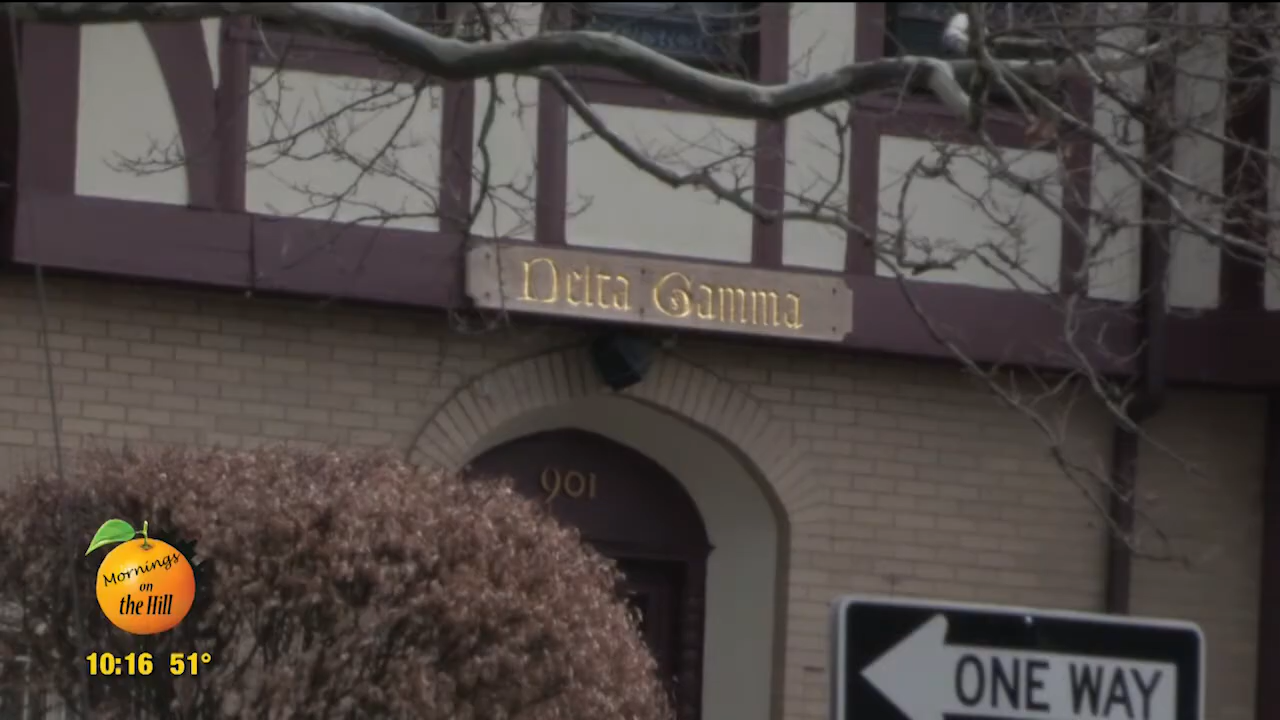 Delta Gamma
901
Mornings
on
the Hill
10:16 51°
ONE WAY